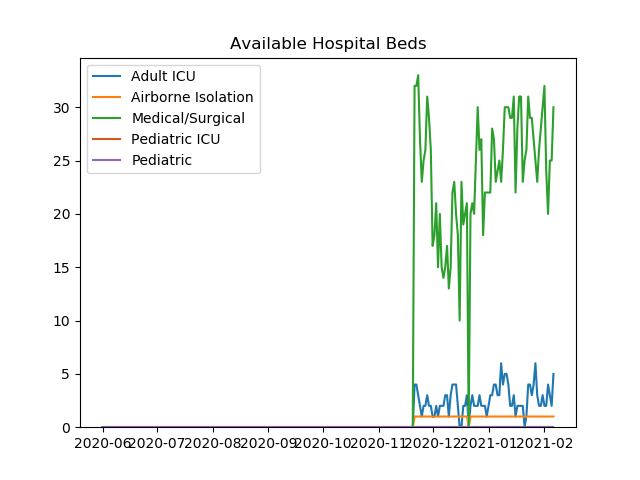 Available Hospital Beds
Adult ICU
Airborne Isolation
Medical/Surgical
Pediatric ICU
Pediatric
30
25
20
15
10
5
0
2020-06 2020-07 2020-08 2020-09 2020-10 2020-11 2020-12 2021-01 2021-02